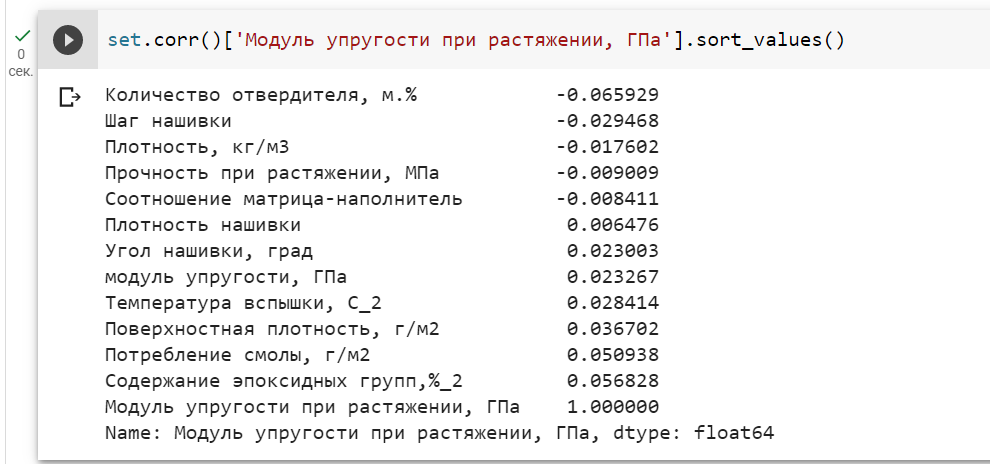 set.corr()['Модуль упругости при растяжении, ГПа'].sort_values()
0
сек.
Количество отвердителя, м.% -0.065929
Шаг нашивки -0.029468
Плотность, кг/м3 -0.017602
Прочность при растяжении, МПа -0.009009
Соотношение матрица-наполнитель -0.008411
Плотность нашивки 0.006476
Угол нашивки, град 0.023003
модуль упругости, ГПа 0.023267
Температура вспышки, С_2 0.028414
Поверхностная плотность, г/м2 0.036702
Потребление смолы, г/м2 0.050938
Содержание эпоксидных групп,%_2 0.056828
Модуль упругости при растяжении, ГПа 1.000000
Name: Модуль упругости при растяжении, ГПа, dtype: float64